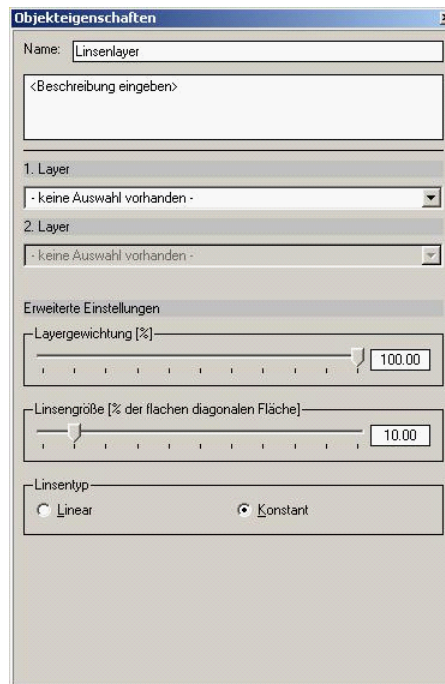 Objekteigenschaften
Name: Linsenlayer
<Beschreibung eingeben>
1. Layer
- keine Auswahl vorhanden -
2. Layer
- keine Auswahl vorhanden -
Erweiterte Einstellungen
Layergewichtung [%]
100.00
Linsengröße [% der flachen diagonalen Fläche]
10.00
Linsentyp
Linear Konstant